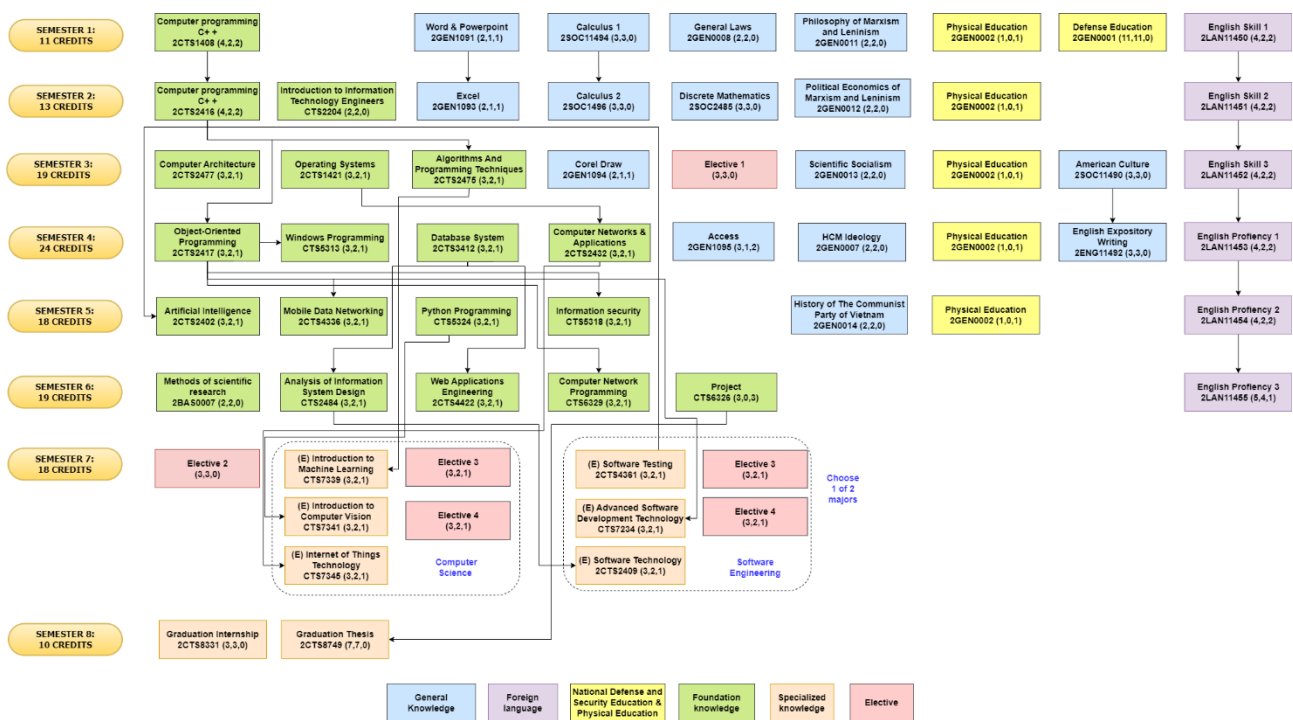 SEMESTER 1:
11 CREDITS
Computer programming
C++
2CTS1408 (4,2,2)
Word & Powerpoint
2GEN1091 (2,1,1)
Calculus 1
2SOC11494 (3,3,0)
General Laws
2GEN0008 (2,2,0)
Philosophy of Marxism
and Leninism
2GEN0011 (2,2,0)
Physical Education
2GEN0002 (1,0,1)
Defense Education
2GEN0001 (11,11,0)
English Skill 1
2LAN11450 (4,2,2)
SEMESTER 2:
13 CREDITS
Computer programming
C++
2CTS2416 (4,2,2)
Introduction to Information
Technology Engineers
CTS2204 (2,2,0)
Excel
2GEN1093 (2,1,1)
Calculus 2
2SOC1496 (3,3,0)
Discrete Mathematics
2SOC2485 (3,3,0)
Political Economics of
Marxism and Leninism
2GEN0012 (2,2,0)
Physical Education
2GEN0002 (1,0,1)
English Skill 2
2LAN11451 (4,2,2)
SEMESTER 3:
19 CREDITS
Computer Architecture
CTS2477 (3,2,1)
Operating Systems
2CTS1421 (3,2,1)
Algorithms And
Programming Techniques
CTS2475 (3,2,1)
Corel Draw
2GEN1094 (2,1,1)
Elective 1
(3,3,0)
Scientific Socialism
2GEN0013 (2,2,0)
Physical Education
2GEN0002 (1,0,1)
American Culture
2SOC11490 (3,3,0)
English Skill 3
2LAN11452 (4,2,2)
SEMESTER 4:
24 CREDITS
Object-Oriented
Programming
2CTS2417 (3,2,1)
Windows Programming
CTS5313 (3,2,1)
Database System
2CTS3412 (3,2,1)
Computer Networks &
Applications
2CTS2432 (3,2,1)
Access
2GEN1095 (3,1,2)
HCM Ideology
2GEN0007 (2,2,0)
Physical Education
2GEN0002 (1,0,1)
English Expository
Writing
2ENG11492 (3,3,0)
English Profiency 1
2LAN11453 (4,2,2)
SEMESTER 5:
18 CREDITS
Artificial Intelligence
2CTS2402 (3,2,1)
Mobile Data Networking
2CTS4336 (3,2,1)
Python Programming
CTS5324 (3,2,1)
Information security
CTS5318 (3,2,1)
History of The Communist
Party of Vietnam
2GEN0014 (2,2,0)
Physical Education
2GEN0002 (1,0,1)
English Profiency 2
2LAN11454 (4,2,2)
SEMESTER 6:
19 CREDITS
Methods of scientific
research
2BAS0007 (2,2,0)
Analysis of Information
System Design
CTS2484 (3,2,1)
Web Applications
Engineering
2CTS4422 (3,2,1)
Computer Network
Programming
CTS6329 (3,2,1)
Project
CTS6326 (3,0,3)
English Profiency 3
2LAN11455 (5,4,1)
SEMESTER 7:
18 CREDITS
Elective 2
(3,3,0)
(E) Introduction to
Machine Learning
CTS7339 (3,2,1)
Elective 3
(3,2,1)
(E) Introduction to
Computer Vision
CTS7341 (3,2,1)
Elective 4
(3,2,1)
(E) Internet of Things
Technology
CTS7345 (3,2,1)
Computer
Science
(E) Software Testing
2CTS4361 (3,2,1)
Elective 3
(3,2,1)
(E) Advanced Software
Development Technology
CTS7234 (3,2,1)
Elective 4
(3,2,1)
(E) Software Technology
2CTS2409 (3,2,1)
Software
Engineering
Choose
1 of 2
majors
SEMESTER 8:
10 CREDITS
Graduation Internship
2CTS8331 (3,3,0)
Graduation Thesis
2CTS8749 (7,7,0)
General
Knowledge
Foreign
language
National Defense and
Security Education &
Physical Education
Foundation
knowledge
Specialized
knowledge
Elective